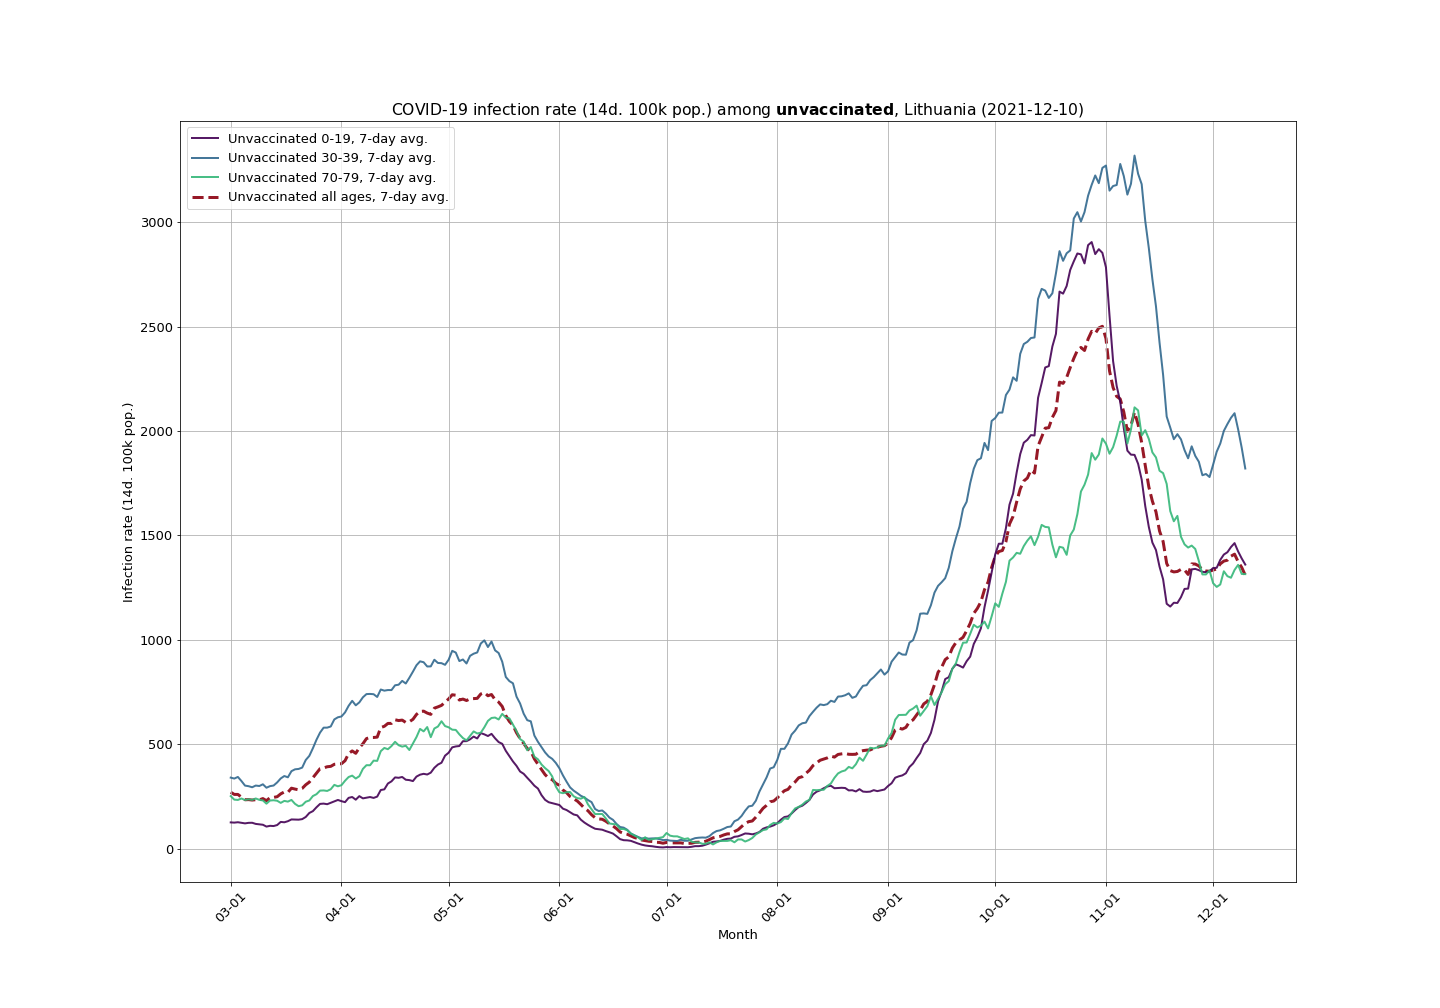 COVID-19 infection rate (14d. 100k pop.) among unvaccinated, Lithuania (2021-12-10)
Unvaccinated 0-19, 7-day avg.
Unvaccinated 30-39, 7-day avg.
Unvaccinated 70-79, 7-day avg.
Unvaccinated all ages, 7-day avg.
Infection rate (14d. 100k pop.)
3000
2500
2000
1500
1000
500
0
03-01 04-01 05-01 06-01 07-01 08-01 09-01 10-01 11-01 12-01
Month